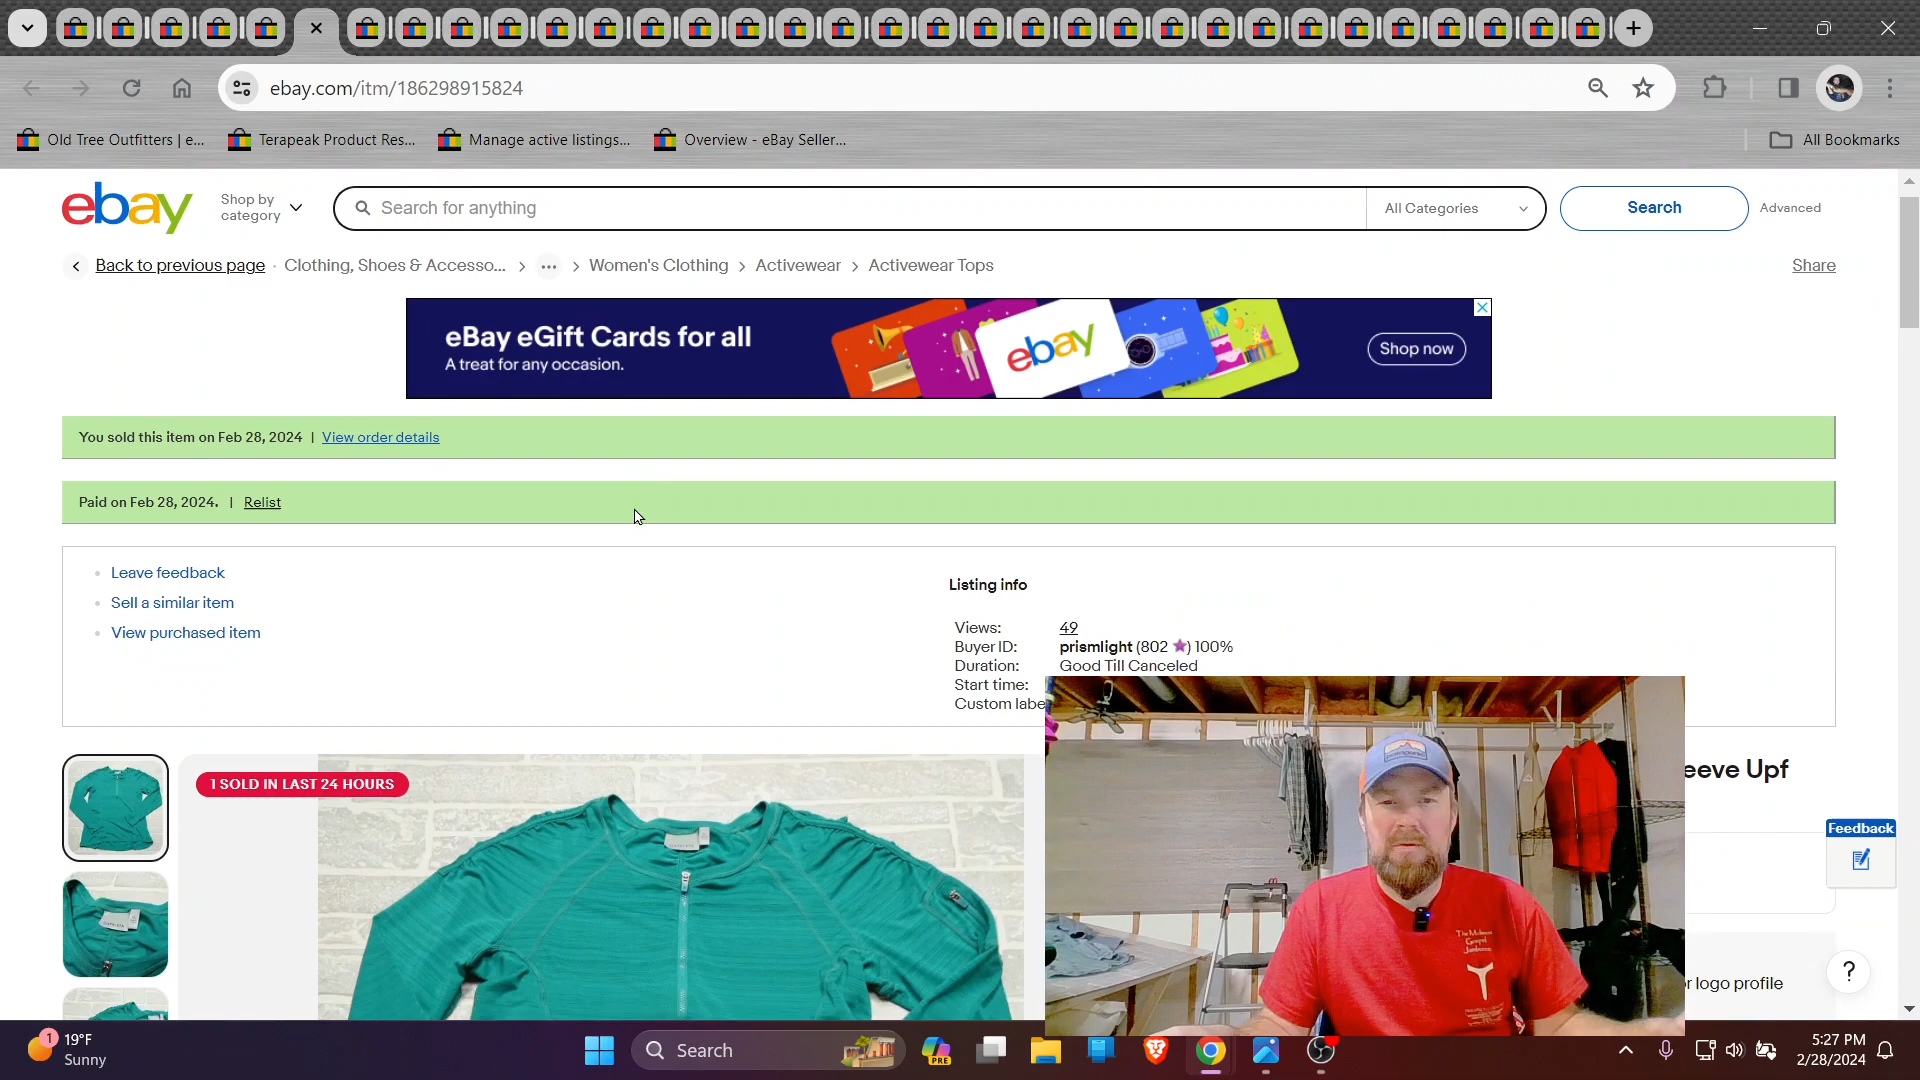 ebay.com/itm/186298915824
Old Tree Outfitters | e...
Terapeak Product Res...
Manage active listings...
Overview - eBay Seller...
All Bookmarks
ebay
Shop by
category
Search for anything
All Categories
Search
Advanced
Back to previous page
Clothing, Shoes & Accesso... > ... > Women's Clothing > Activewear > Activewear Tops
Share
eBay eGift Cards for all
A treat for any occasion.
ebay
Shop now
You sold this item on Feb 28, 2024 | View order details
Paid on Feb 28, 2024. | Relist
Leave feedback
Sell a similar item
View purchased item
Listing info
Views: 49
Buyer ID: prismlight (802 ) 100%
Duration: Good Till Canceled
Start time:
Custom labe
1 SOLD IN LAST 24 HOURS
eeve Upf
Feedback
r logo profile
?
1
19°F
Sunny
Search
PRE
5:27 PM
2/28/2024